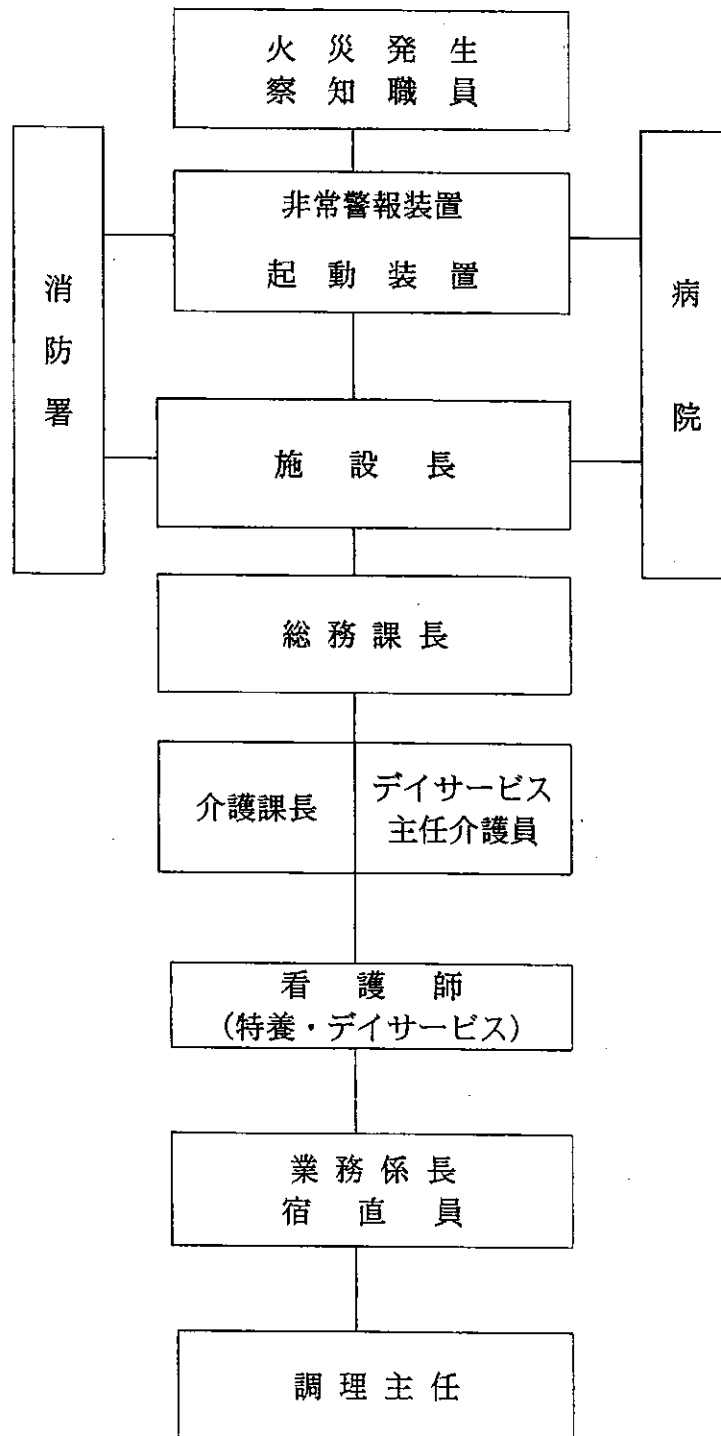 火災発生
察知職員
非常警報装置
起動装置
消防署
病院
施設長
総務課長
介護課長
デイサービス
主任介護員
看護師
(特養・デイサービス)
業務係長
宿直員
調理主任